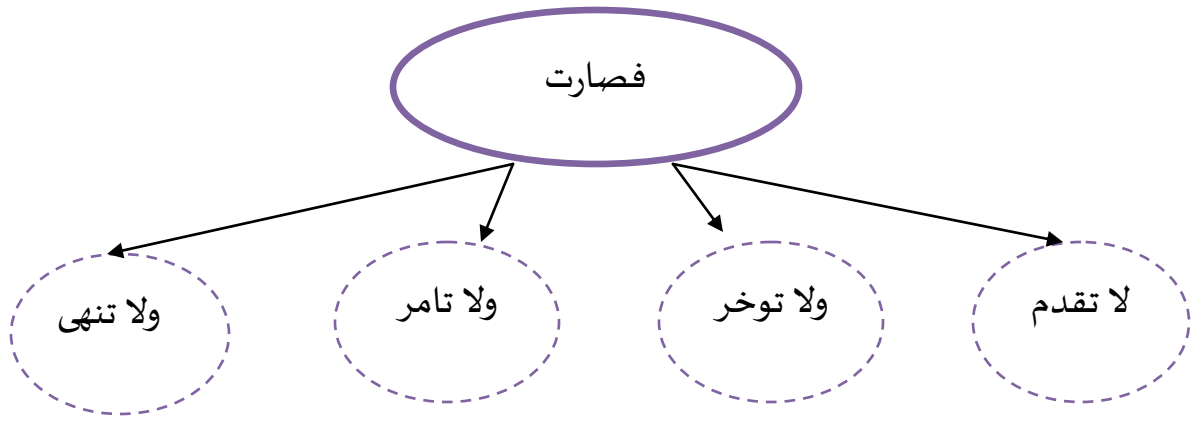 فصارت
لا تقدم
ولا توخر
ولا تامر
ولا تنهى